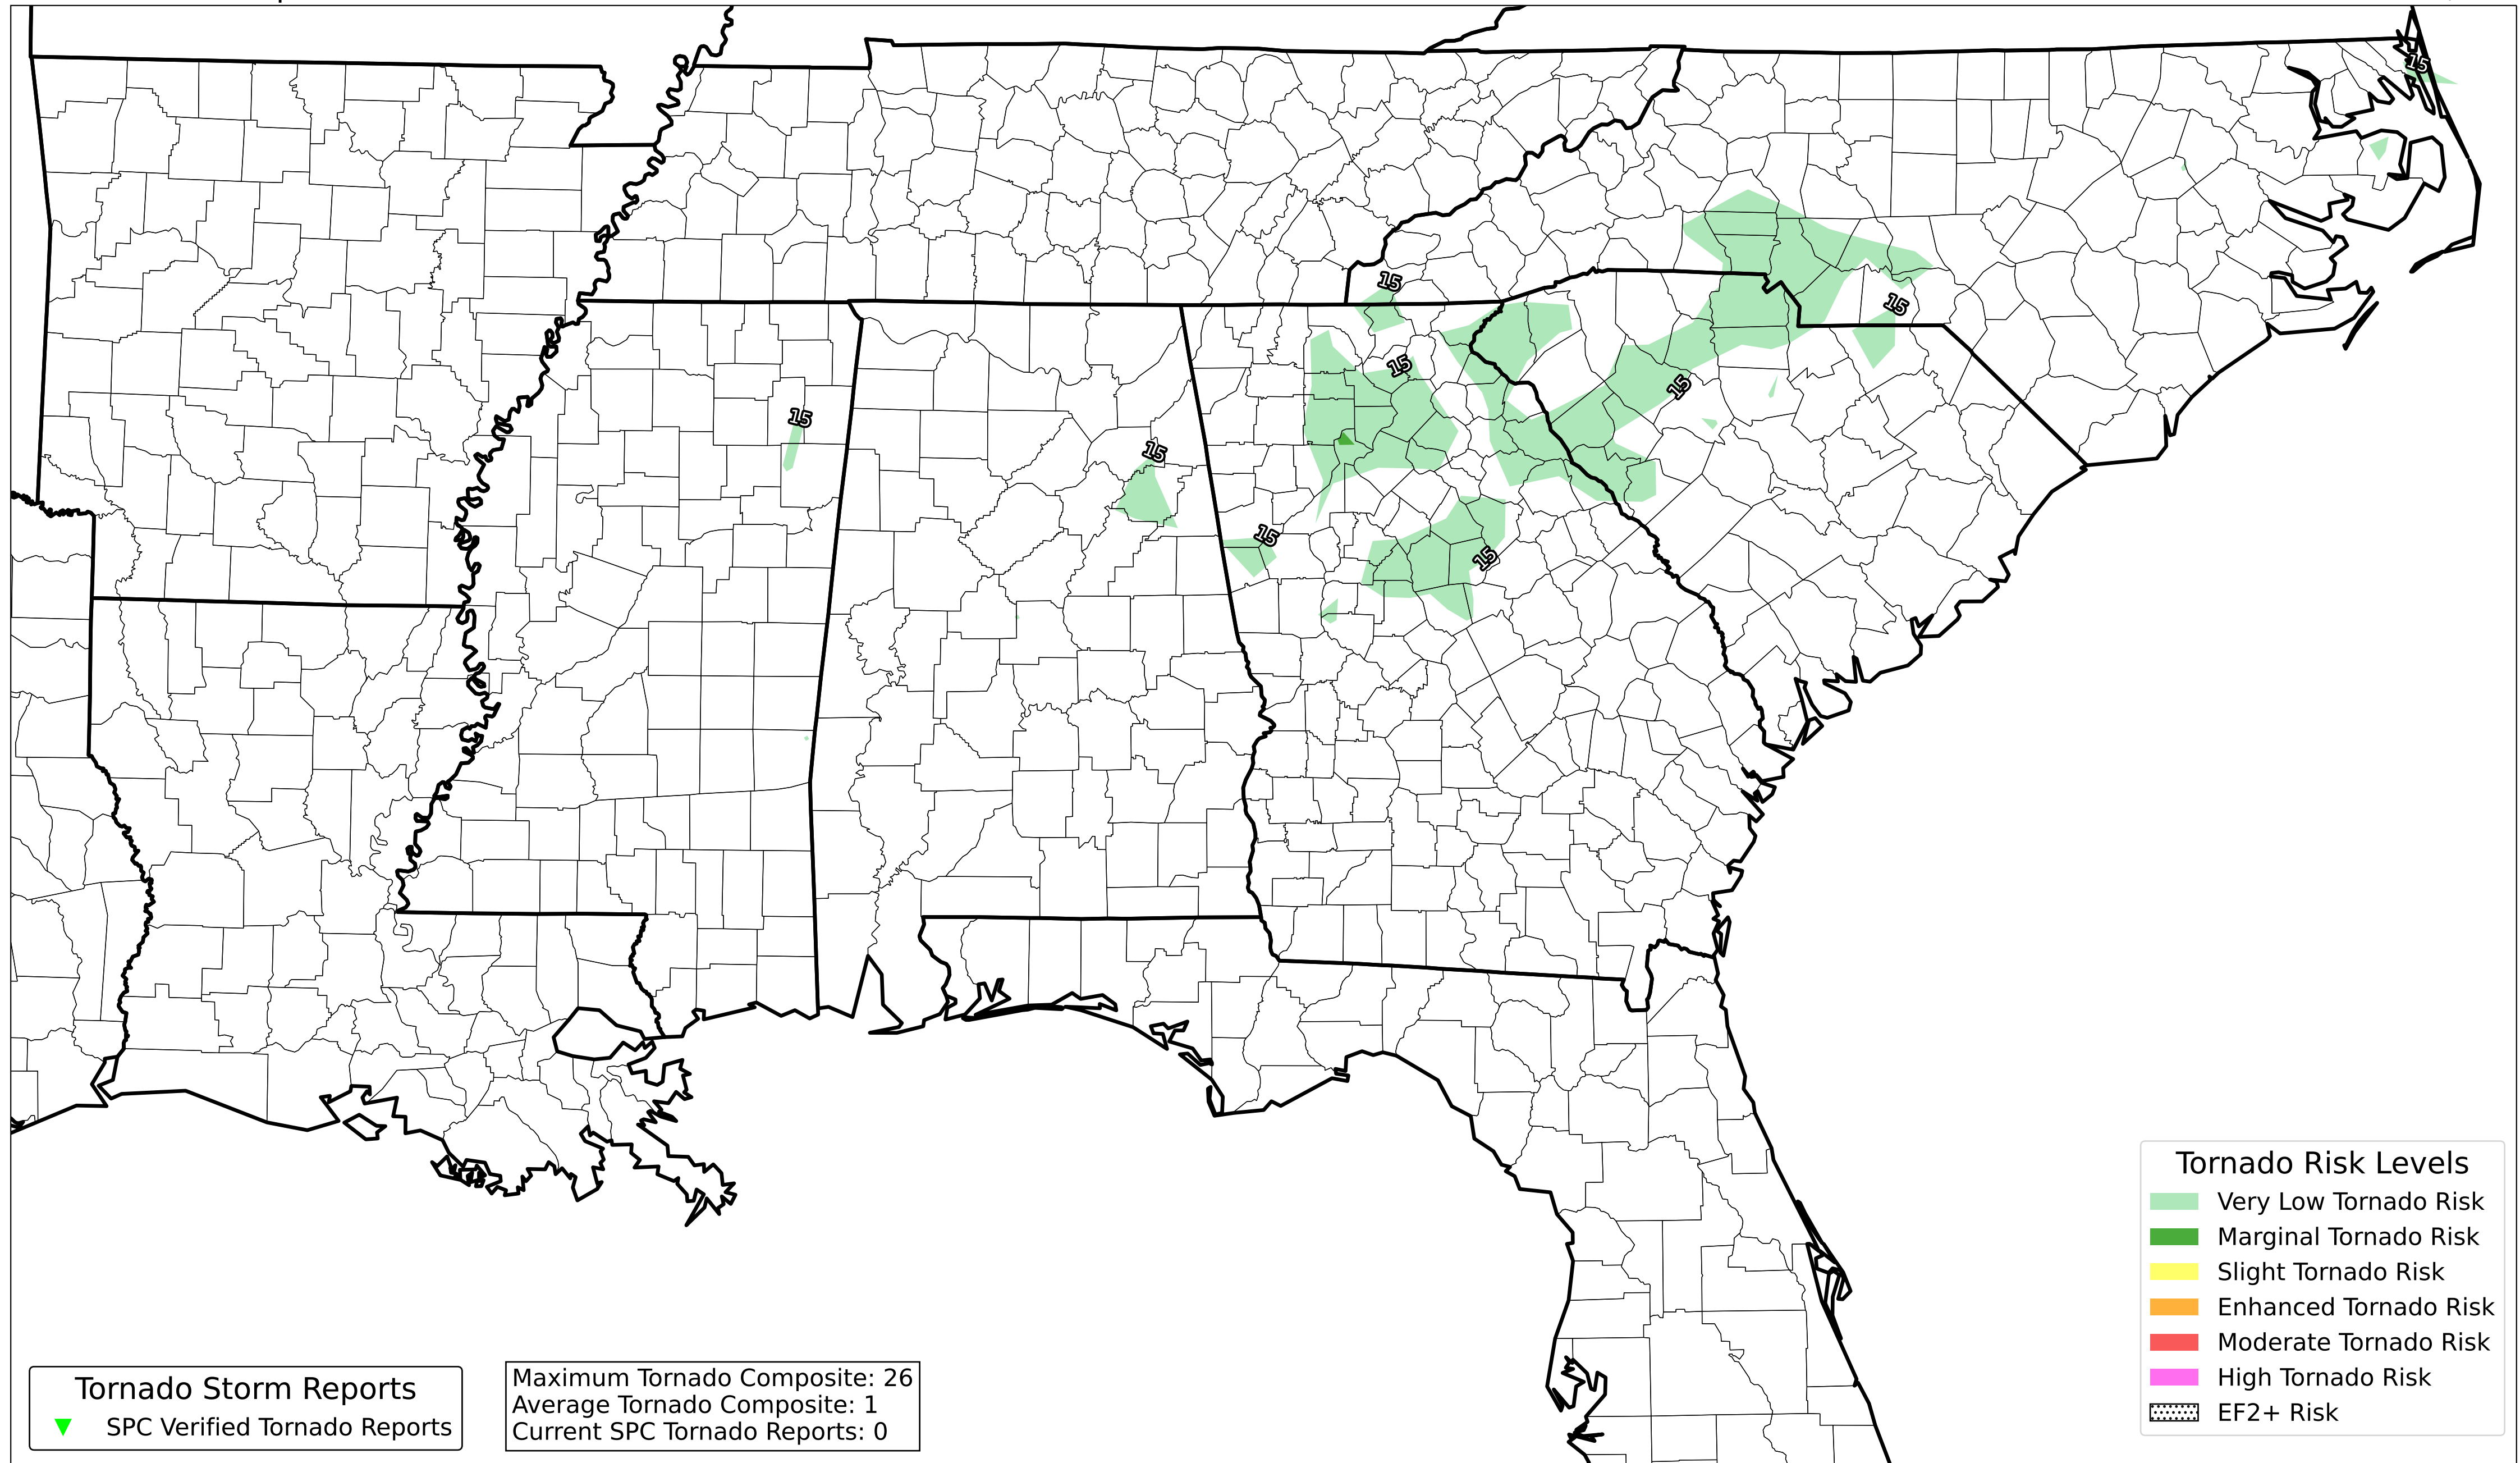 15
15
15
15
15
15
15
15
15
Tornado Risk Levels
Very Low Tornado Risk
Marginal Tornado Risk
Slight Tornado Risk
Enhanced Tornado Risk
Moderate Tornado Risk
High Tornado Risk
EF2+ Risk
Tornado Storm Reports
SPC Verified Tornado Reports
Maximum Tornado Composite: 26
Average Tornado Composite: 1
Current SPC Tornado Reports: 0